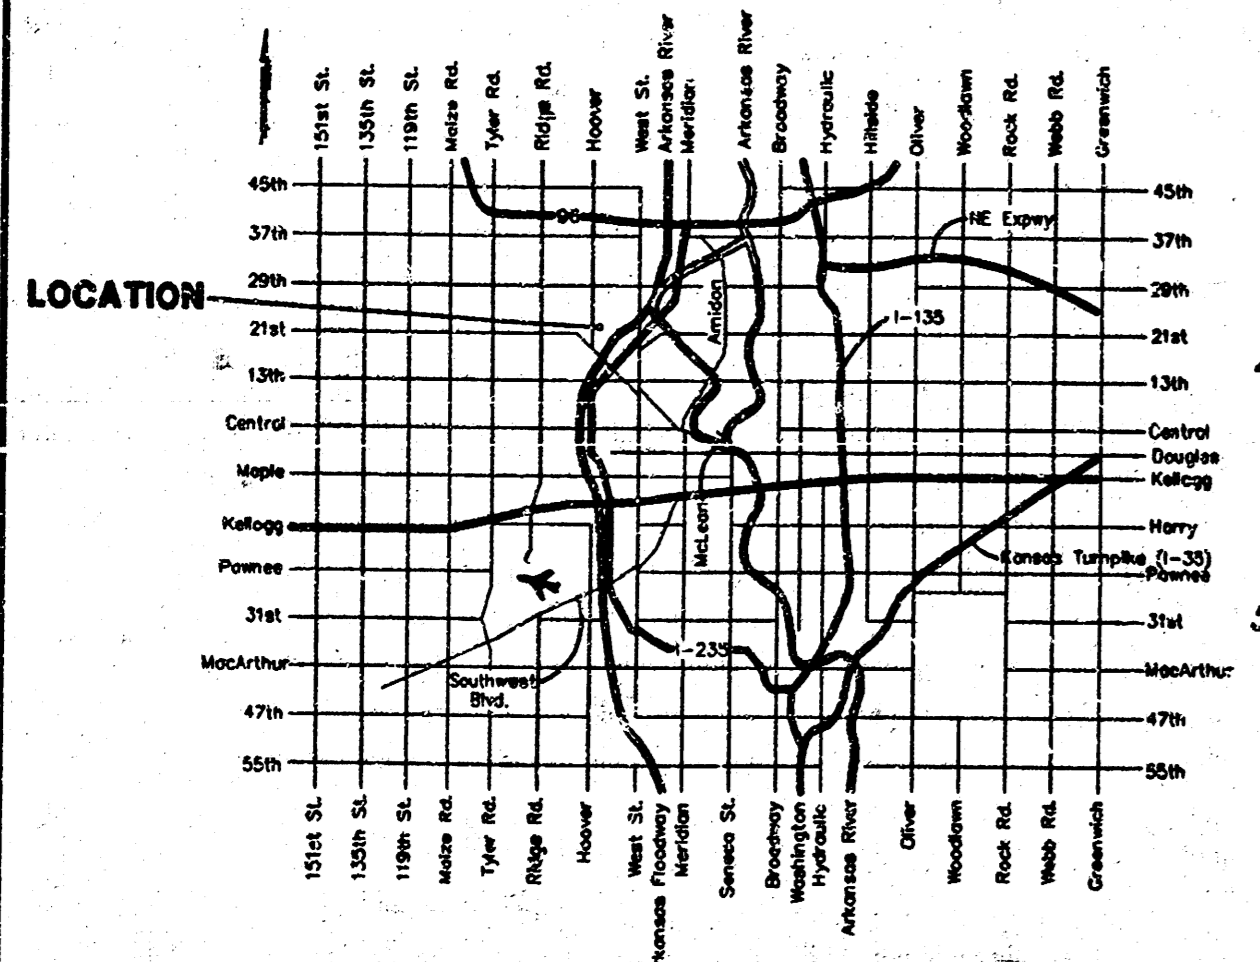 151st St.
135th St.
119th St.
Maize Rd.
Tyler Rd.
Ridge Rd.
Hoover
West St.
Arkansas River
Meridian
Arkansas River
Broadway
Hydraulic
Hillside
Oliver
Woodlawn
Rock Rd.
Webb Rd.
Greenwich
45th
45th
96
NE Expwy
37th
37th
29th
29th
LOCATION
Amidon
I-135
21st
21st
13th
13th
Central
Central
Douglas
Maple
Kellogg
McLean
Kellogg
Harry
Kansas Turnpike (I-35)
Pawnee
Pawnee
31st
31st
I-235
MacArthur
MacArthur
Southwest
Blvd.
47th
47th
55th
55th
151st St.
135th St.
119th St.
Maize Rd.
Tyler Rd.
Ridge Rd.
Hoover
West St.
rkansas Floodway
Meridian
Seneca St.
Broadway
Washington
Hydraulic
Arkansas River
Oliver
Woodlawn
Rock Rd.
Webb Rd.
Greenwich